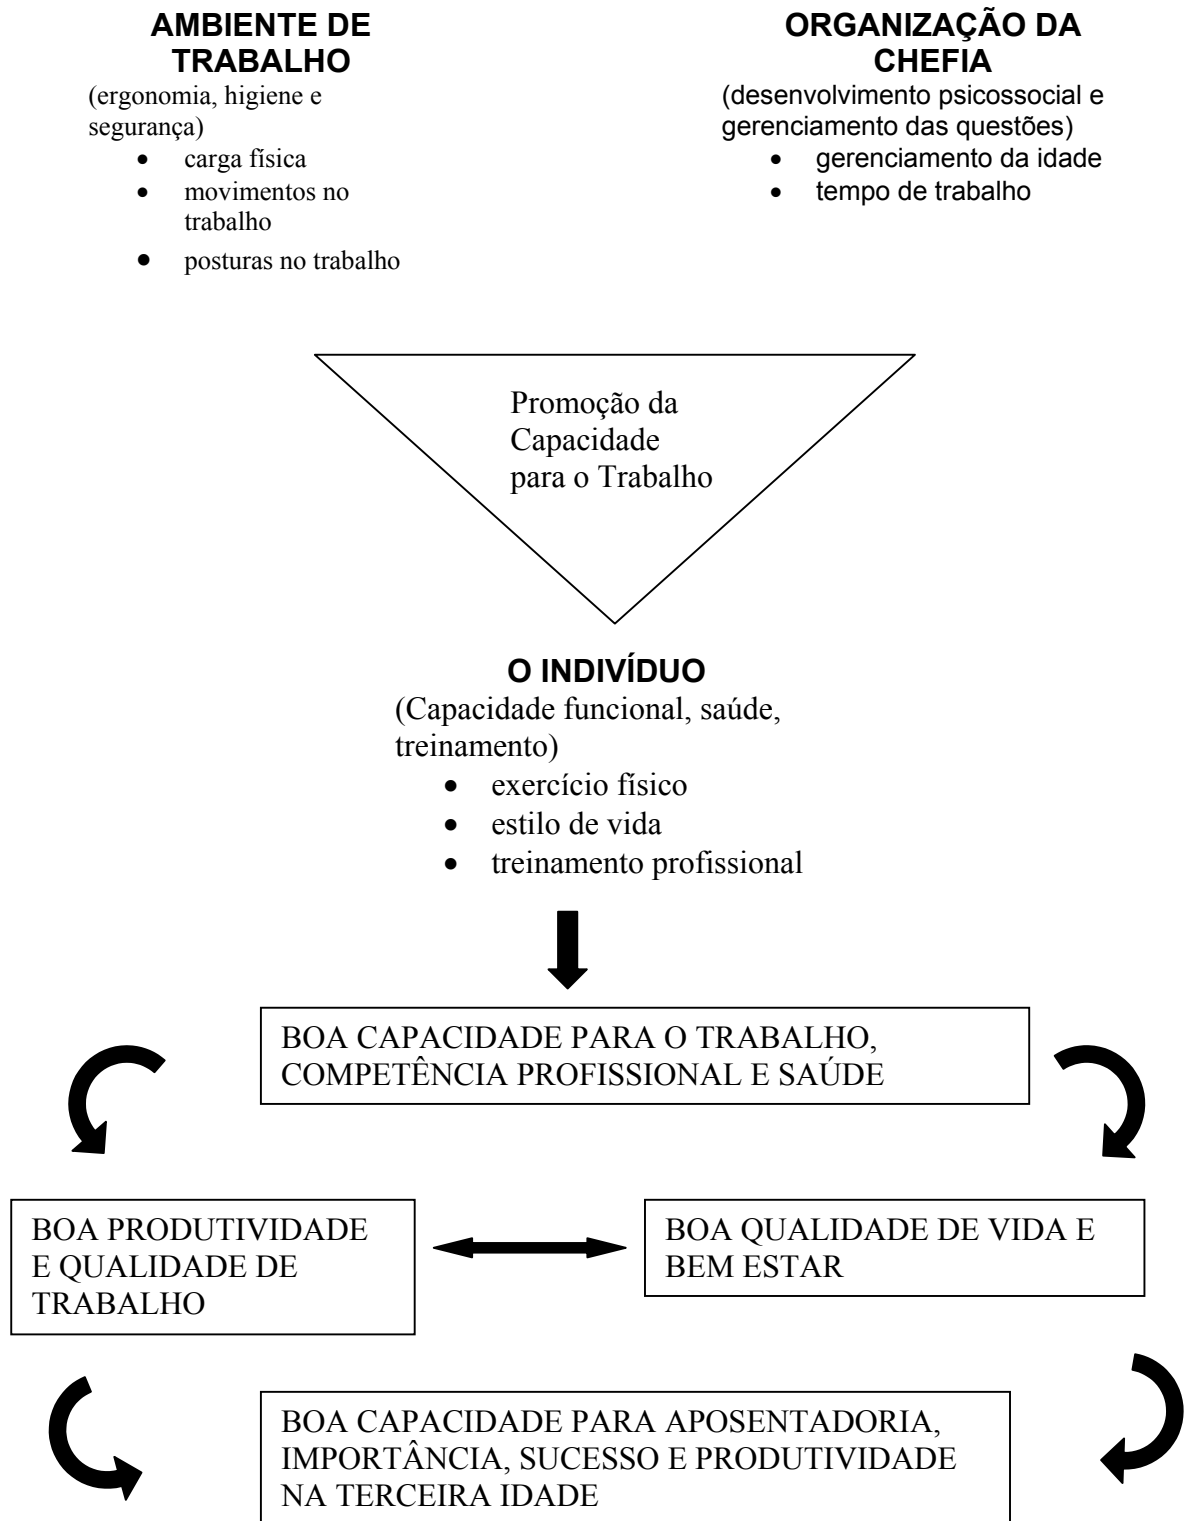 AMBIENTE DE
TRABALHO
(ergonomia, higiene e
segurança)
• carga física
• movimentos no
trabalho
• posturas no trabalho
ORGANIZAÇÃO DA
CHEFIA
(desenvolvimento psicossocial e
gerenciamento das questões)
• gerenciamento da idade
• tempo de trabalho
Promoção da
Capacidade
para o Trabalho
O INDIVÍDUO
(Capacidade funcional, saúde,
treinamento)
• exercício físico
• estilo de vida
• treinamento profissional
BOA CAPACIDADE PARA O TRABALHO,
COMPETÊNCIA PROFISSIONAL E SAÚDE
BOA PRODUTIVIDADE
E QUALIDADE DE
TRABALHO
BOA QUALIDADE DE VIDA E
BEM ESTAR
BOA CAPACIDADE PARA APOSENTADORIA,
IMPORTÂNCIA, SUCESSO E PRODUTIVIDADE
NA TERCEIRA IDADE